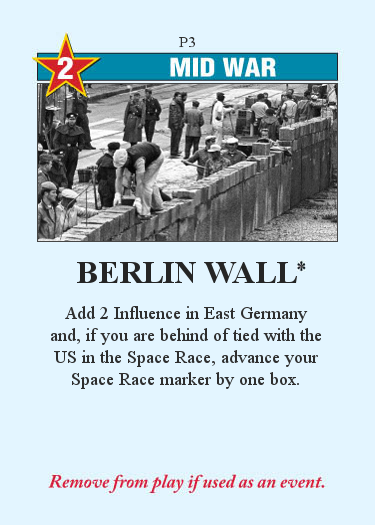 P3
2 MID WAR
BERLIN WALL*
Add 2 Influence in East Germany
and, if you are behind of tied with the
US in the Space Race, advance your
Space Race marker by one box.
Remove from play if used as an event.